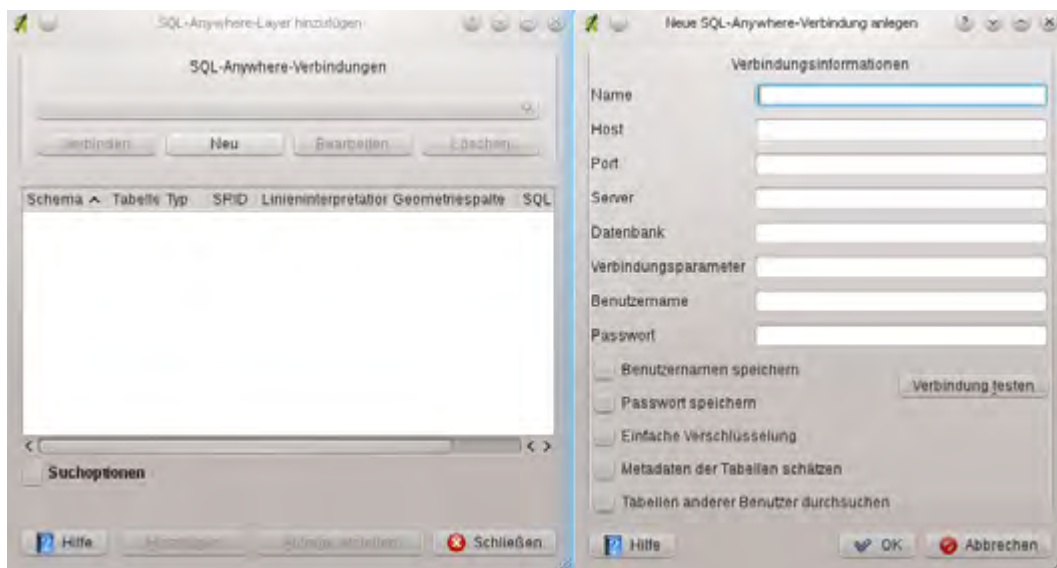 SQL-Anywhere-Layer hinzufügen
SQL-Anywhere-Verbindungen
Verbinden
Neu
Bearbeiten
Löschen
Schema Tabelle Typ SRID Linieninterpretation Geometriespalte SQL
Suchoptionen
Hilfe
Hinzufügen
Abfrage erstellen
Schließen
Neue SQL-Anywhere-Verbindung anlegen
Verbindungsinformationen
Name
Host
Port
Server
Datenbank
Verbindungsparameter
Benutzername
Passwort
Benutzernamen speichern
Verbindung testen
Passwort speichern
Einfache Verschlüsselung
Metadaten der Tabellen schätzen
Tabellen anderer Benutzer durchsuchen
Hilfe
OK
Abbrechen